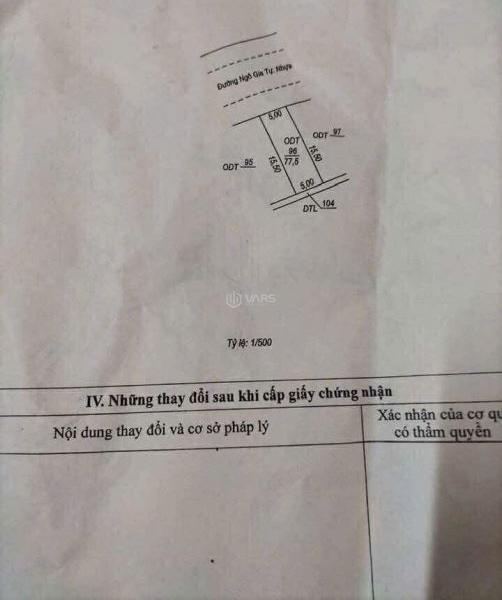 Đường Ngô Gia Tự: Nhựa
5,00
ODT 97
ODT
96
77,5
15,50
15,50
ODT 95
5,00
DTL 104
VARS
Tỷ lệ: 1/500
IV. Những thay đổi sau khi cấp giấy chứng nhận
Nội dung thay đổi và cơ sở pháp lý
Xác nhận của cơ qu
có thẩm quyền